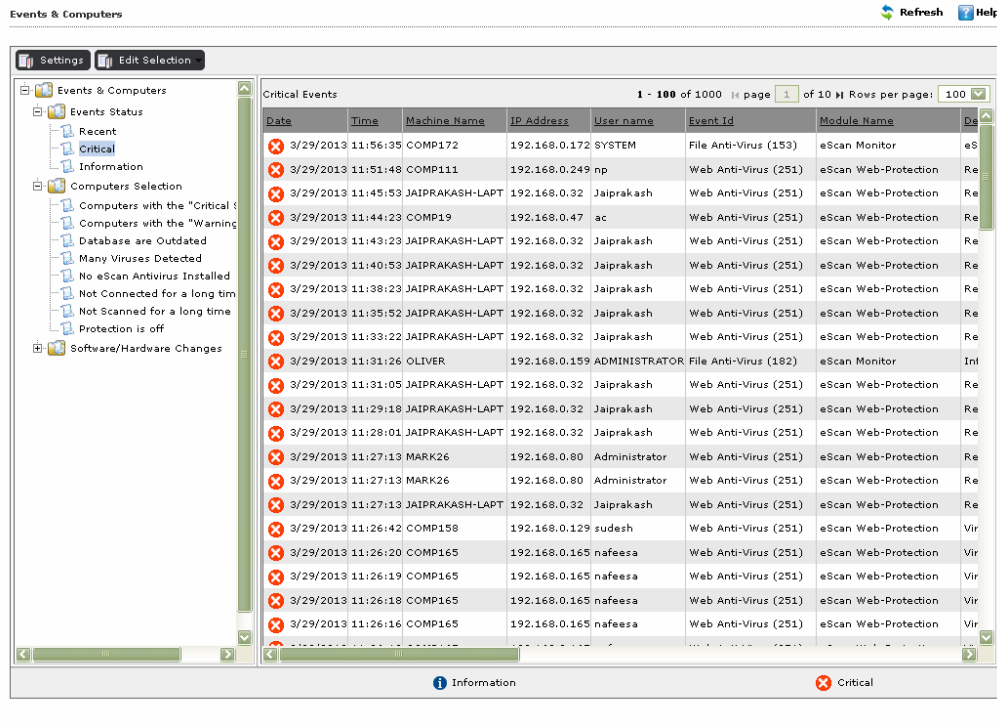 Events & Computers
Refresh
Help
Settings
Edit Selection
Events & Computers
Events Status
Recent
Critical
Information
Computers Selection
Computers with the "Critical S
Computers with the "Warning
Database are Outdated
Many Viruses Detected
No eScan Antivirus Installed
Not Connected for a long tim
Not Scanned for a long time
Protection is off
Software/Hardware Changes
Critical Events
1 - 100 of 1000 page 1 of 10 Rows per page: 100
Date Time Machine Name IP Address User name Event Id Module Name De
3/29/2013 11:56:35 COMP172 192.168.0.172 SYSTEM File Anti-Virus (153) eScan Monitor eS
3/29/2013 11:51:48 COMP111 192.168.0.249 np Web Anti-Virus (251) eScan Web-Protection Re
3/29/2013 11:45:53 JAIPRAKASH-LAPT 192.168.0.32 Jaiprakash Web Anti-Virus (251) eScan Web-Protection Re
3/29/2013 11:44:23 COMP19 192.168.0.47 ac Web Anti-Virus (251) eScan Web-Protection Re
3/29/2013 11:43:23 JAIPRAKASH-LAPT 192.168.0.32 Jaiprakash Web Anti-Virus (251) eScan Web-Protection Re
3/29/2013 11:40:53 JAIPRAKASH-LAPT 192.168.0.32 Jaiprakash Web Anti-Virus (251) eScan Web-Protection Re
3/29/2013 11:38:23 JAIPRAKASH-LAPT 192.168.0.32 Jaiprakash Web Anti-Virus (251) eScan Web-Protection Re
3/29/2013 11:35:52 JAIPRAKASH-LAPT 192.168.0.32 Jaiprakash Web Anti-Virus (251) eScan Web-Protection Re
3/29/2013 11:33:22 JAIPRAKASH-LAPT 192.168.0.32 Jaiprakash Web Anti-Virus (251) eScan Web-Protection Re
3/29/2013 11:31:26 OLIVER 192.168.0.159 ADMINISTRATOR File Anti-Virus (182) eScan Monitor Inf
3/29/2013 11:31:05 JAIPRAKASH-LAPT 192.168.0.32 Jaiprakash Web Anti-Virus (251) eScan Web-Protection Re
3/29/2013 11:29:18 JAIPRAKASH-LAPT 192.168.0.32 Jaiprakash Web Anti-Virus (251) eScan Web-Protection Re
3/29/2013 11:28:01 JAIPRAKASH-LAPT 192.168.0.32 Jaiprakash Web Anti-Virus (251) eScan Web-Protection Re
3/29/2013 11:27:13 MARK26 192.168.0.80 Administrator Web Anti-Virus (251) eScan Web-Protection Re
3/29/2013 11:27:13 MARK26 192.168.0.80 Administrator Web Anti-Virus (251) eScan Web-Protection Re
3/29/2013 11:27:13 JAIPRAKASH-LAPT 192.168.0.32 Jaiprakash Web Anti-Virus (251) eScan Web-Protection Re
3/29/2013 11:26:42 COMP158 192.168.0.129 sudesh Web Anti-Virus (251) eScan Web-Protection Vir
3/29/2013 11:26:20 COMP165 192.168.0.165 nafeesa Web Anti-Virus (251) eScan Web-Protection Vir
3/29/2013 11:26:19 COMP165 192.168.0.165 nafeesa Web Anti-Virus (251) eScan Web-Protection Vir
3/29/2013 11:26:18 COMP165 192.168.0.165 nafeesa Web Anti-Virus (251) eScan Web-Protection Vir
3/29/2013 11:26:16 COMP165 192.168.0.165 nafeesa Web Anti-Virus (251) eScan Web-Protection Vir
Information
Critical